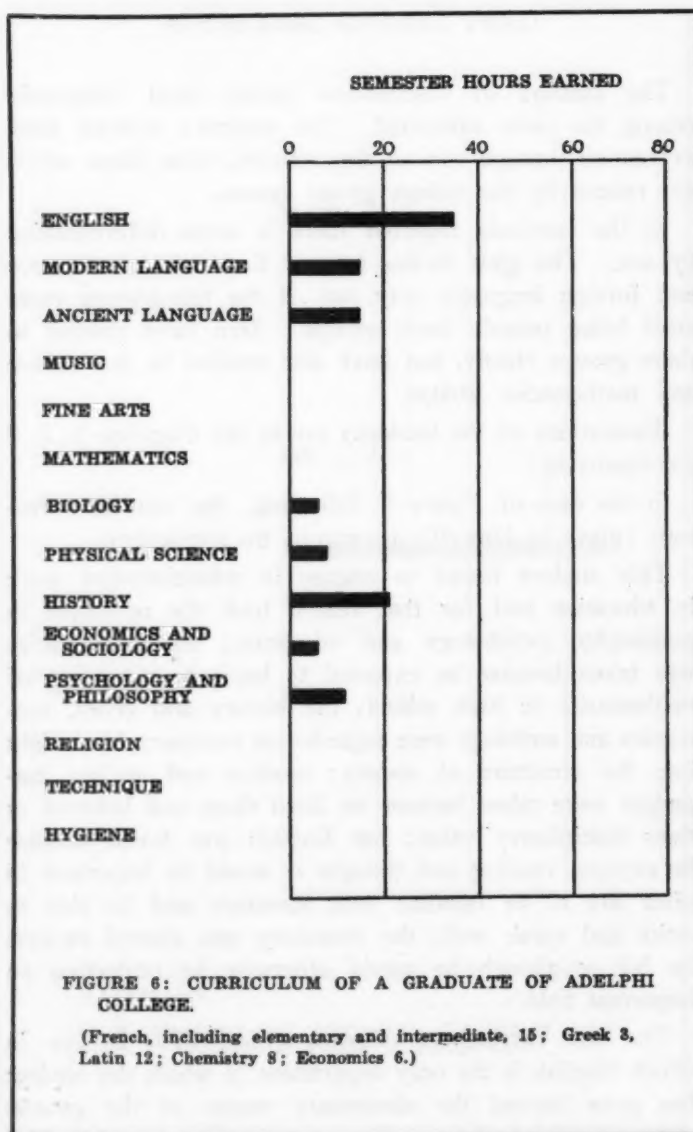 SEMESTER HOURS EARNED
0 20 40 60 80
ENGLISH
MODERN LANGUAGE
ANCIENT LANGUAGE
MUSIC
FINE ARTS
MATHEMATICS
BIOLOGY
PHYSICAL SCIENCE
HISTORY
ECONOMICS AND
SOCIOLOGY
PSYCHOLOGY AND
PHILOSOPHY
RELIGION
TECHNIQUE
HYGIENE
FIGURE 6: CURRICULUM OF A GRADUATE OF ADELPHI
COLLEGE.
(French, including elementary and intermediate, 15; Greek 3,
Latin 12; Chemistry 8; Economics 6.)